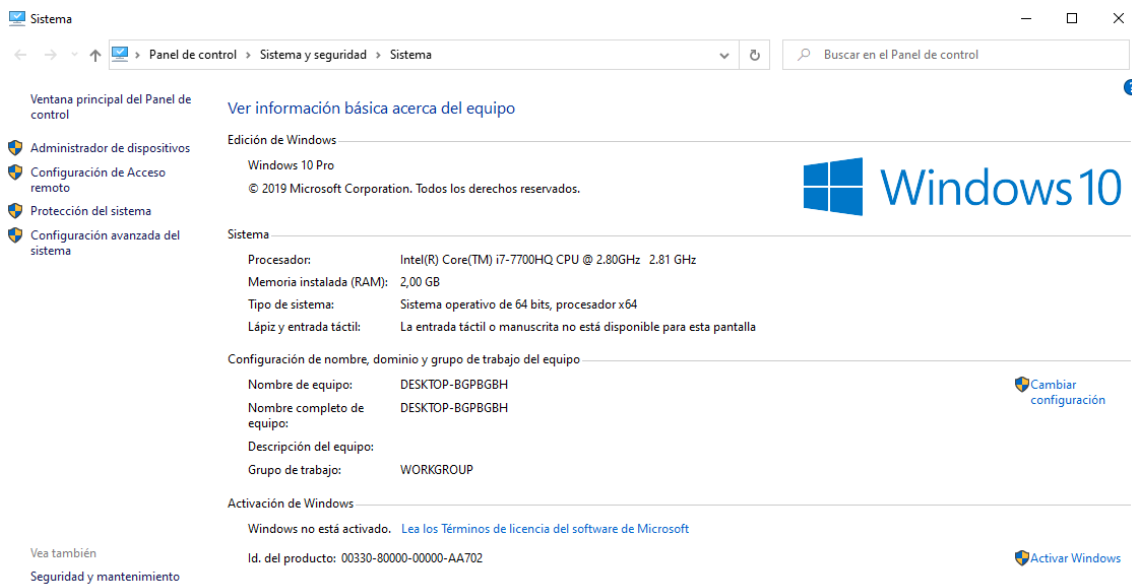 Sistema
Panel de control > Sistema y seguridad > Sistema
Buscar en el Panel de control
Ventana principal del Panel de
control
Administrador de dispositivos
Configuración de Acceso
remoto
Protección del sistema
Configuración avanzada del
sistema
Vea también
Seguridad y mantenimiento
Ver información básica acerca del equipo
Edición de Windows
Windows 10 Pro
© 2019 Microsoft Corporation. Todos los derechos reservados.
Windows 10
Sistema
Procesador: Intel(R) Core(TM) i7-7700HQ CPU @ 2.80GHz 2.81 GHz
Memoria instalada (RAM): 2,00 GB
Tipo de sistema: Sistema operativo de 64 bits, procesador x64
Lápiz y entrada táctil: La entrada táctil o manuscrita no está disponible para esta pantalla
Configuración de nombre, dominio y grupo de trabajo del equipo
Nombre de equipo: DESKTOP-BGPBGBH
Cambiar
configuración
Nombre completo de
equipo: DESKTOP-BGPBGBH
Descripción del equipo:
Grupo de trabajo: WORKGROUP
Activación de Windows
Windows no está activado. Lea los Términos de licencia del software de Microsoft
Id. del producto: 00330-80000-00000-AA702
Activar Windows